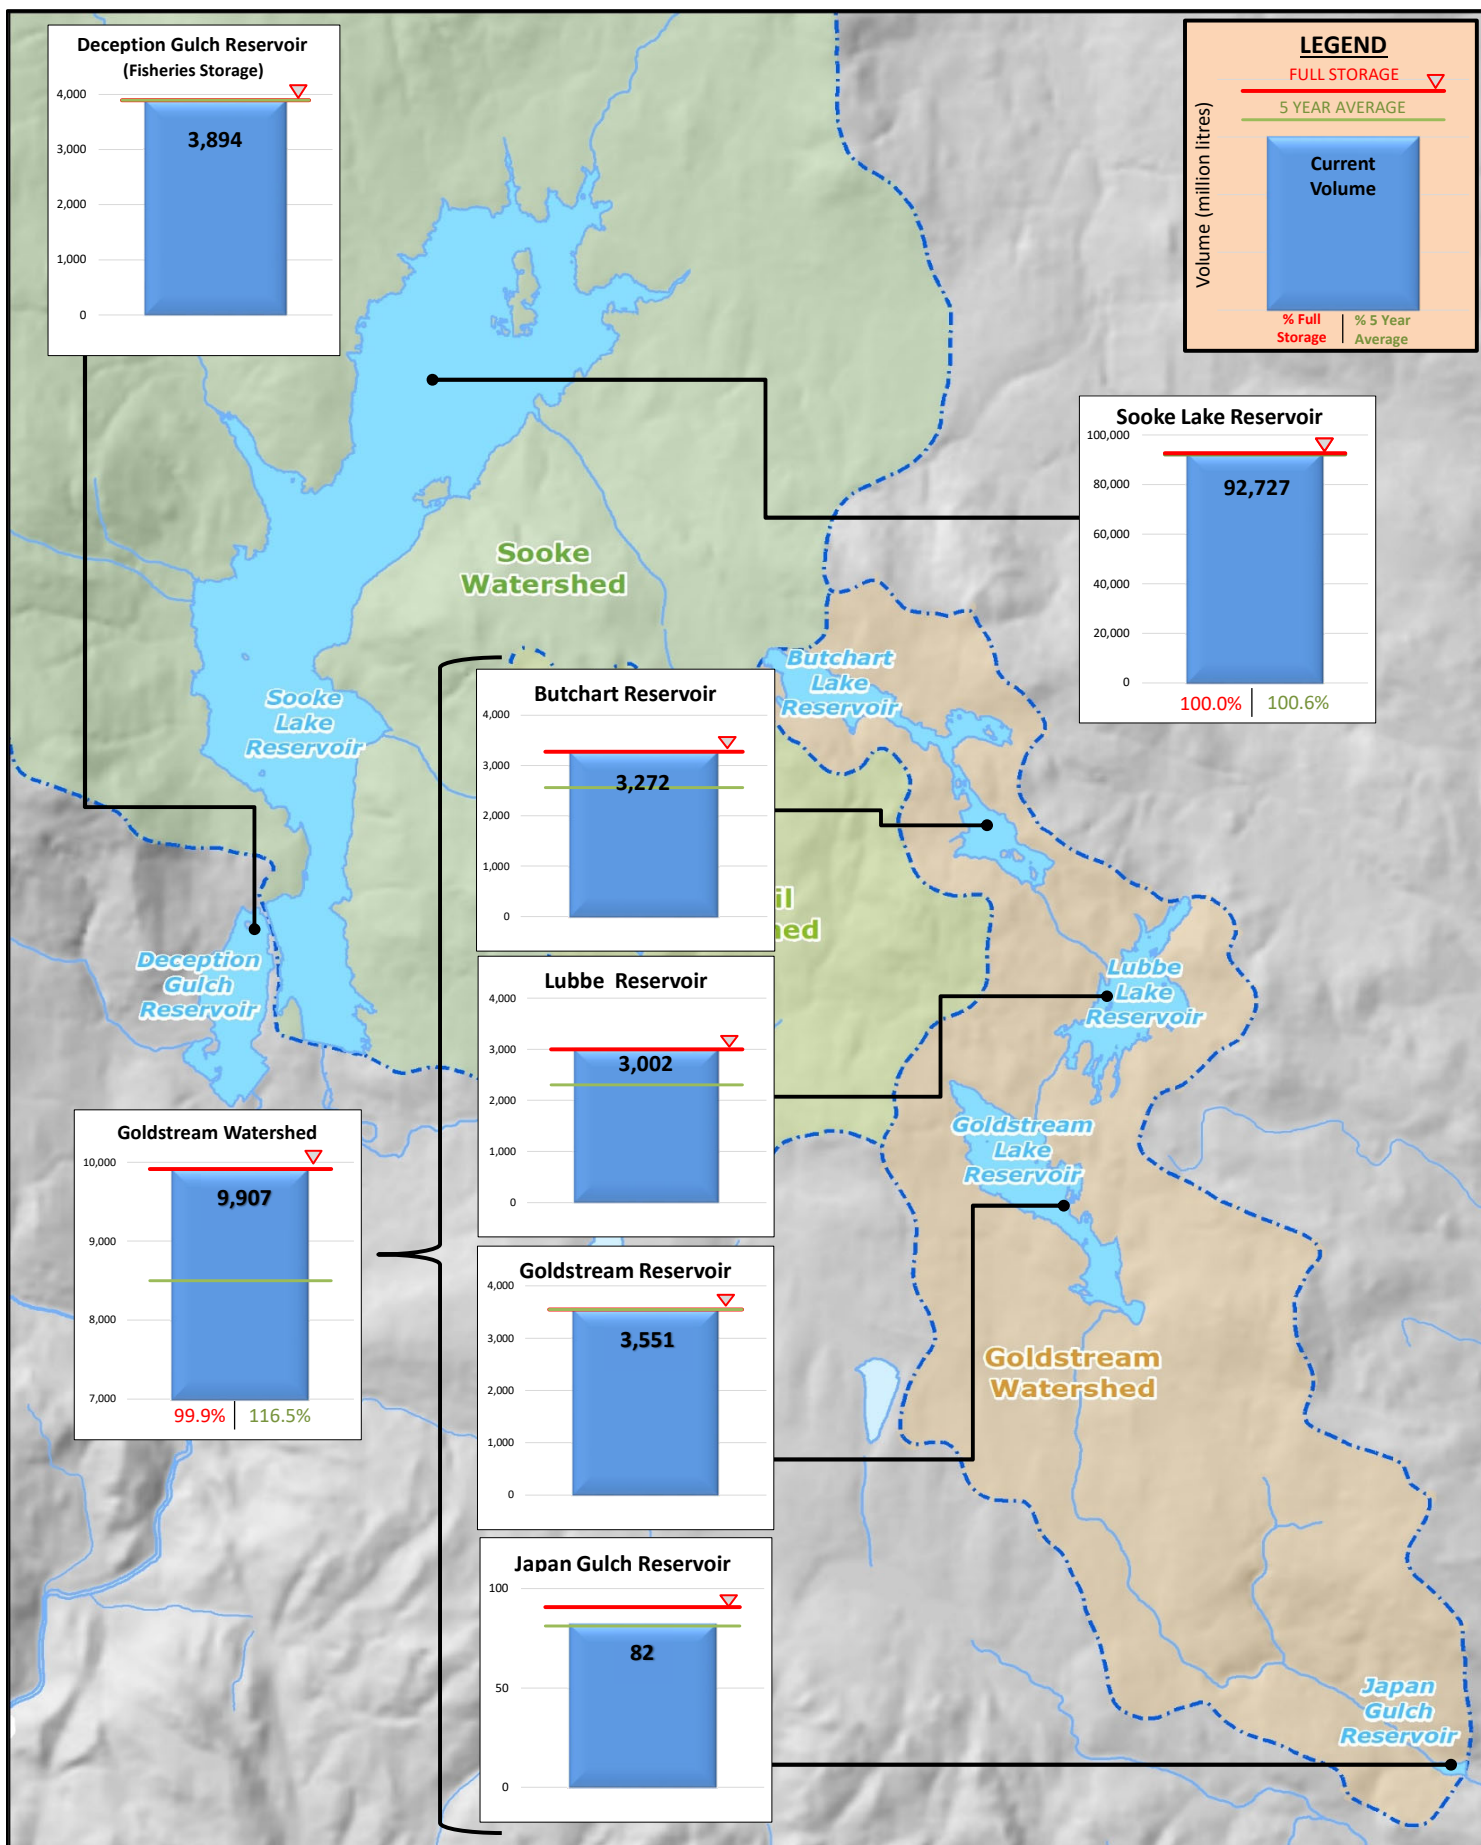 Deception Gulch Reservoir
(Fisheries Storage)
4,000
3,000
2,000
1,000
0
3,894
LEGEND
FULL STORAGE
5 YEAR AVERAGE
Volume (million litres)
Current
Volume
% Full
Storage
% 5 Year
Average
Sooke Lake Reservoir
100,000
80,000
60,000
40,000
20,000
0
92,727
100.0%
100.6%
Sooke
Watershed
Sooke
Lake
Reservoir
Butchart
Lake
Reservoir
Butchart Reservoir
4,000
3,000
2,000
1,000
0
3,272
il
ned
Deception
Gulch
Reservoir
Lubbe
Lake
Reservoir
Lubbe Reservoir
4,000
3,000
2,000
1,000
0
3,002
Goldstream Watershed
10,000
9,000
8,000
7,000
9,907
99.9%
116.5%
Goldstream
Lake
Reservoir
Goldstream Reservoir
4,000
3,000
2,000
1,000
0
3,551
Goldstream
Watershed
Japan Gulch Reservoir
100
50
0
82
Japan
Gulch
Reservoir